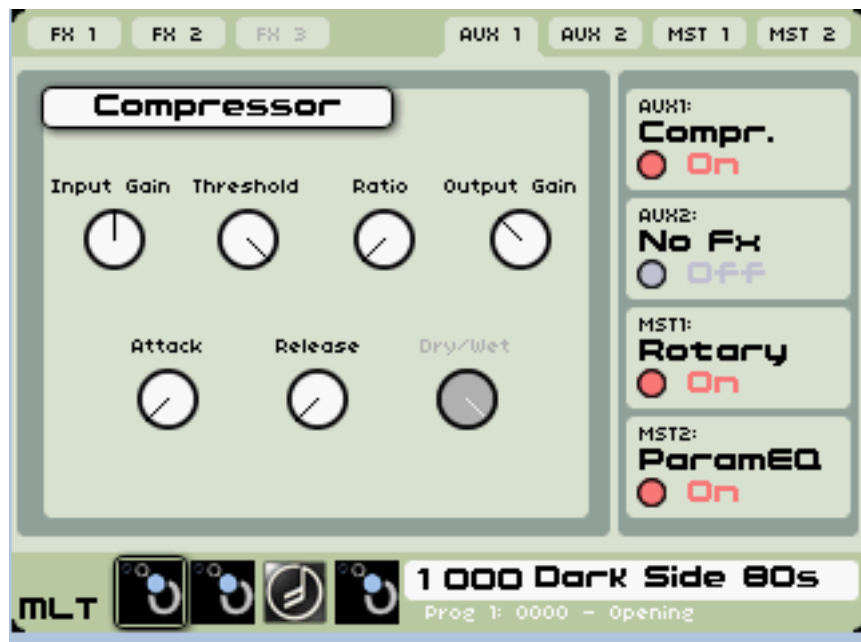 FX 1 FX 2 FX 3 AUX 1 AUX 2 MST 1 MST 2
Compressor
Input Gain Threshold Ratio Output Gain
Attack Release Dry/Wet
AUX1:
Compr.
On
AUX2:
No Fx
Off
MST1:
Rotary
On
MST2:
ParamEQ
On
MLT
1 000 Dark Side 80s
Prog 1: 0000 - Opening